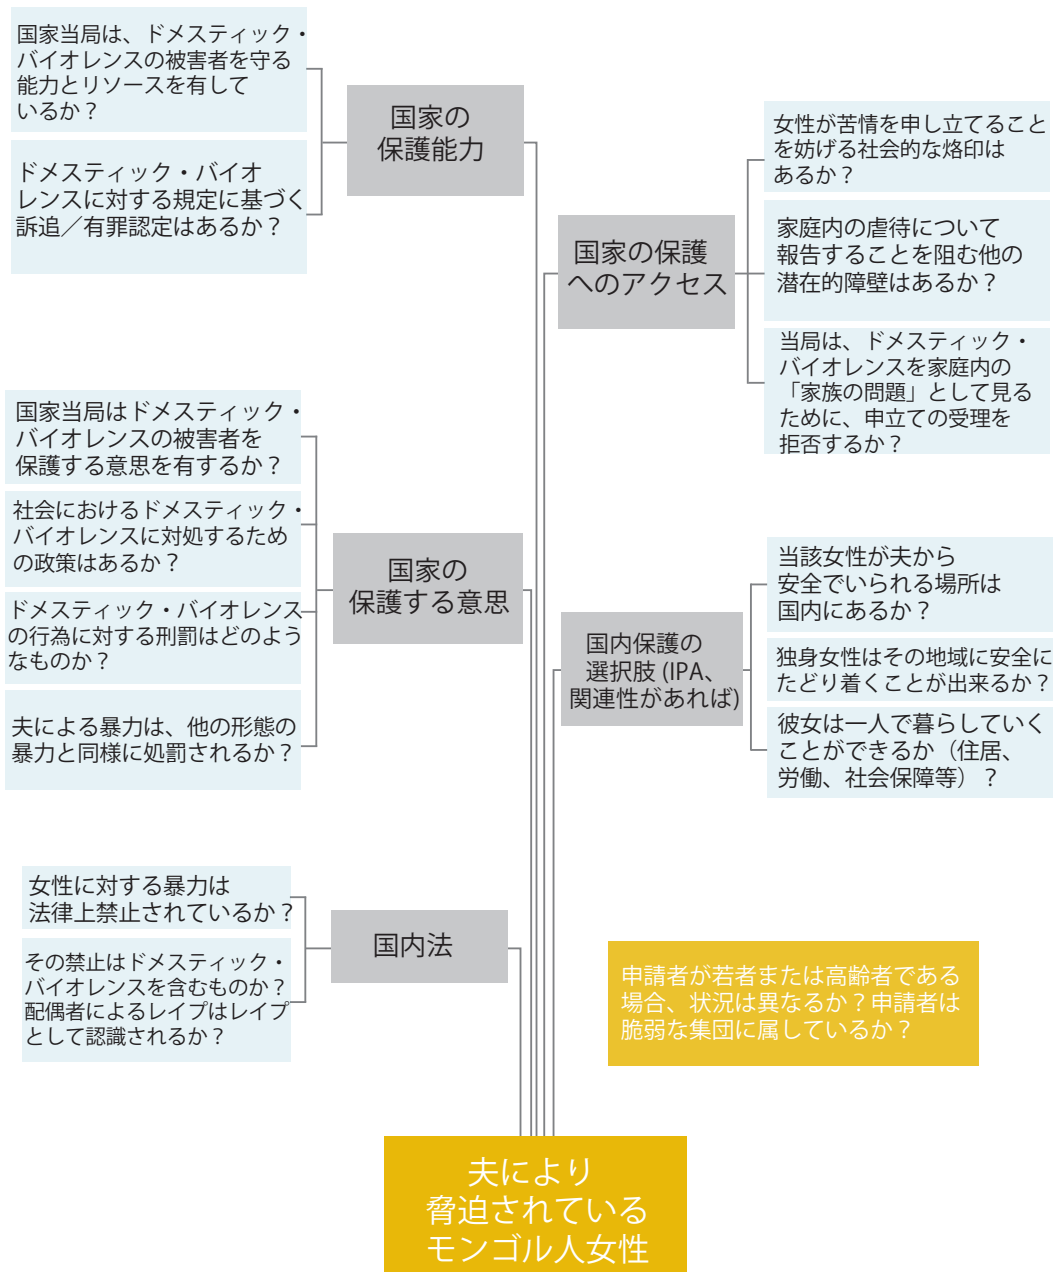 国家当局は、ドメスティック・
バイオレンスの被害者を守る
能力とリソースを有して
いるか？
ドメスティック・バイオ
レンスに対する規定に基づく
訴追／有罪認定はあるか？
国家の
保護能力
女性が苦情を申し立てること
を妨げる社会的な烙印は
あるか？
家庭内の虐待について
報告することを阻む他の
潜在的障壁はあるか？
当局は、ドメスティック・
バイオレンスを家庭内の
「家族の問題」として見る
ために、申立ての受理を
拒否するか？
国家の保護
へのアクセス
国家当局はドメスティック・
バイオレンスの被害者を
保護する意思を有するか？
社会におけるドメスティック・
バイオレンスに対処するため
の政策はあるか？
ドメスティック・バイオレンス
の行為に対する刑罰はどのよう
なものか？
夫による暴力は、他の形態の
暴力と同様に処罰されるか？
国家の
保護する意思
当該女性が夫から
安全でいられる場所は
国内にあるか？
独身女性はその地域に安全に
たどり着くことが出来るか？
彼女は一人で暮らしていく
ことができるか（住居、
労働、社会保障等）？
国内保護の
選択肢 (IPA、
関連性があれば)
女性に対する暴力は
法律上禁止されているか？
その禁止はドメスティック・
バイオレンスを含むものか？
配偶者によるレイプはレイプ
として認識されるか？
国内法
申請者が若者または高齢者である
場合、状況は異なるか？申請者は
脆弱な集団に属しているか？
夫により
脅迫されている
モンゴル人女性